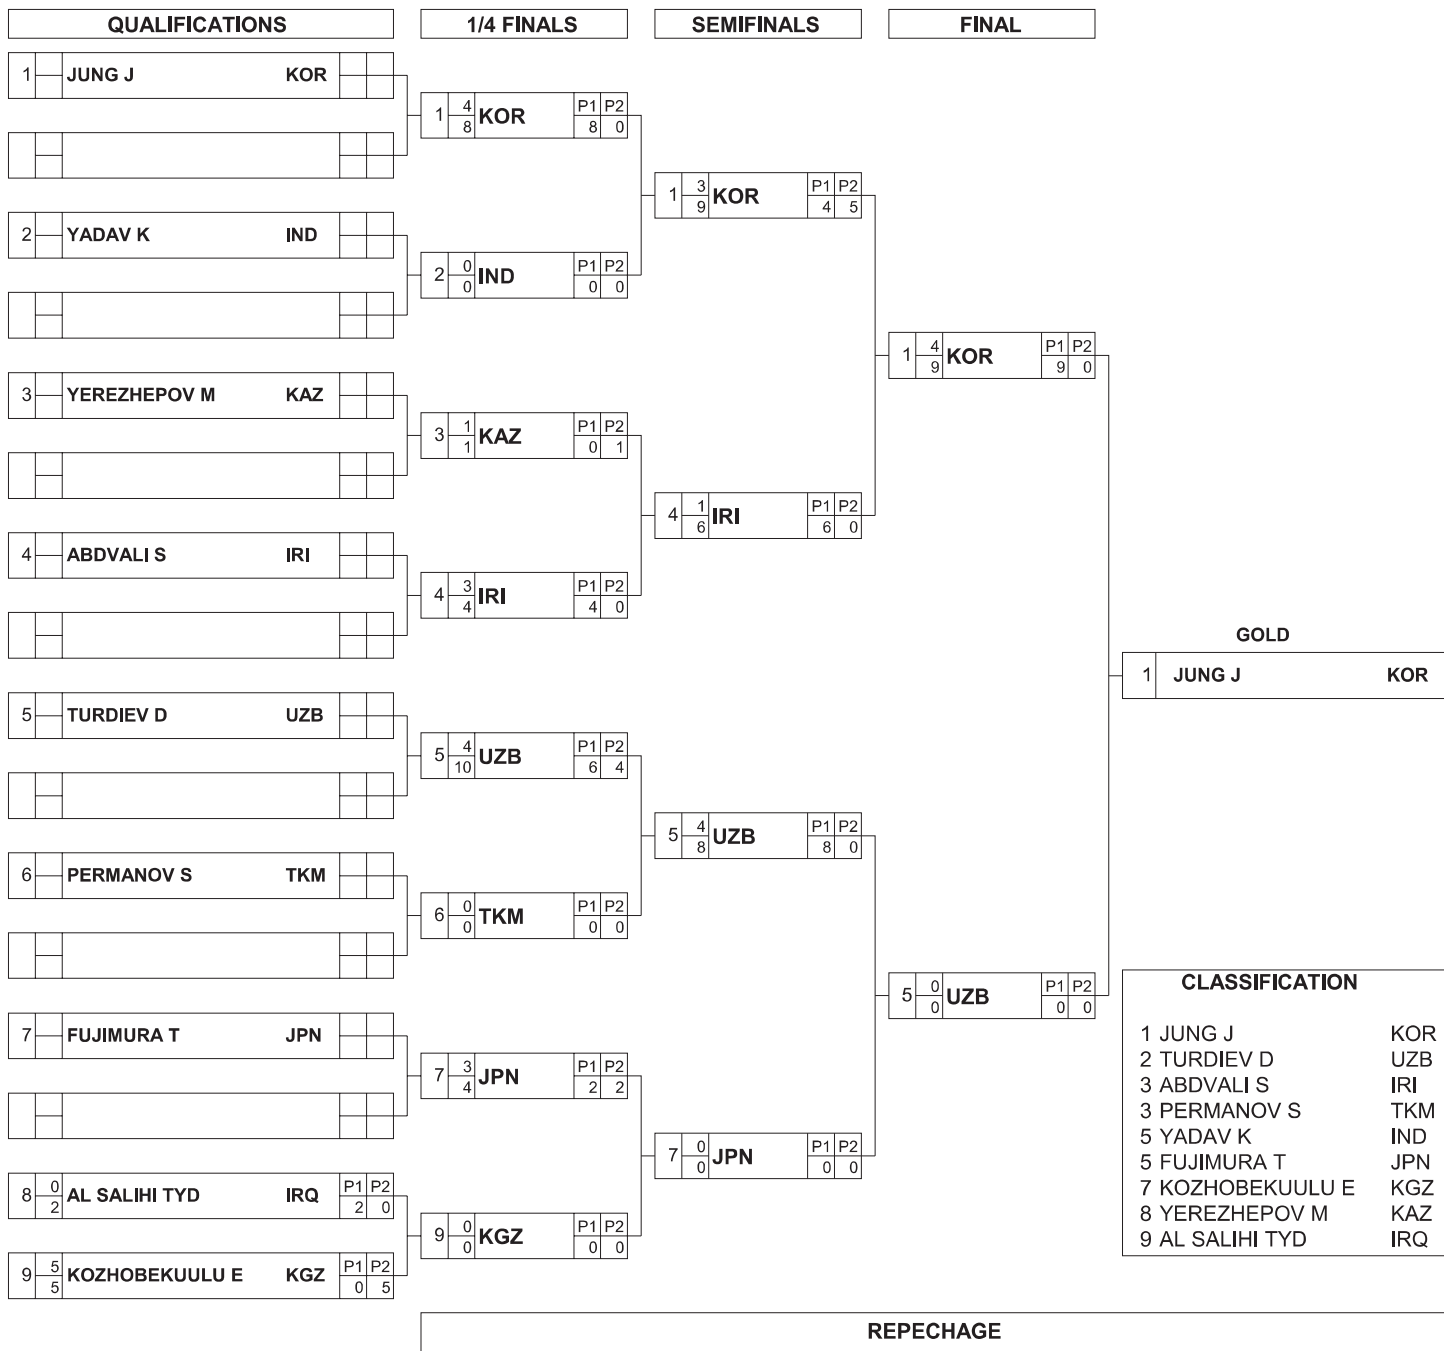 QUALIFICATIONS 1/4 FINALS SEMIFINALS FINAL
1 JUNG J KOR
2 YADAV K IND
3 YEREZHEPOV M KAZ
4 ABDVALI S IRI
5 TURDIEV D UZB
6 PERMANOV S TKM
7 FUJIMURA T JPN
8 0 2 AL SALIHI TYD IRQ P1 P2 2 0
9 5 5 KOZHOBEKUULU E KGZ P1 P2 0 5
1 4 8 KOR P1 P2 8 0
2 0 0 IND P1 P2 0 0
3 1 1 KAZ P1 P2 0 1
4 3 4 IRI P1 P2 4 0
5 4 10 UZB P1 P2 6 4
6 0 0 TKM P1 P2 0 0
7 3 4 JPN P1 P2 2 2
9 0 0 KGZ P1 P2 0 0
1 3 9 KOR P1 P2 4 5
4 1 6 IRI P1 P2 6 0
5 4 8 UZB P1 P2 8 0
7 0 0 JPN P1 P2 0 0
1 4 9 KOR P1 P2 9 0
5 0 0 UZB P1 P2 0 0
GOLD
1 JUNG J KOR
CLASSIFICATION
1 JUNG J KOR
2 TURDIEV D UZB
3 ABDVALI S IRI
3 PERMANOV S TKM
5 YADAV K IND
5 FUJIMURA T JPN
7 KOZHOBEKUULU E KGZ
8 YEREZHEPOV M KAZ
9 AL SALIHI TYD IRQ
REPECHAGE